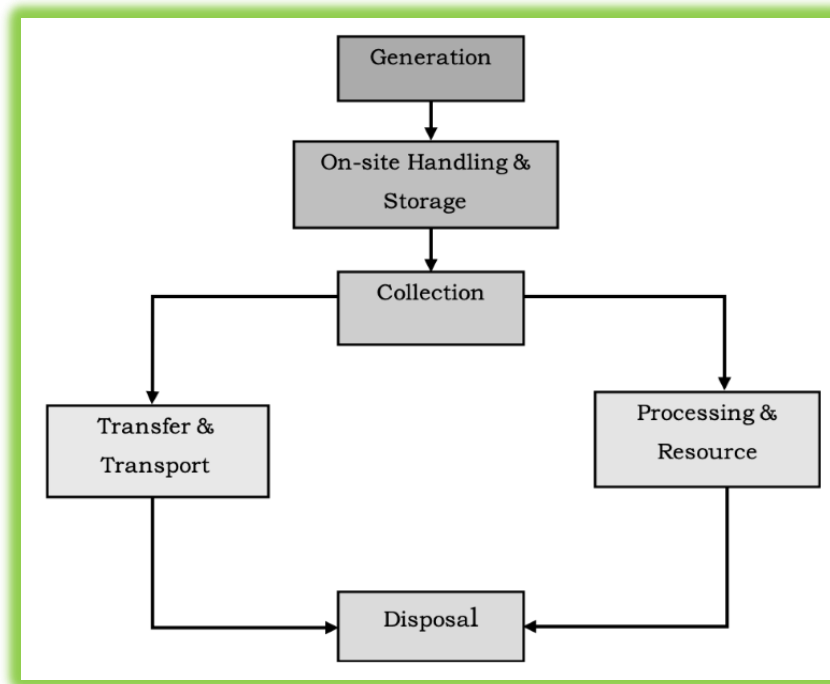 Generation
On-site Handling &
Storage
Collection
Transfer &
Transport
Processing &
Resource
Disposal